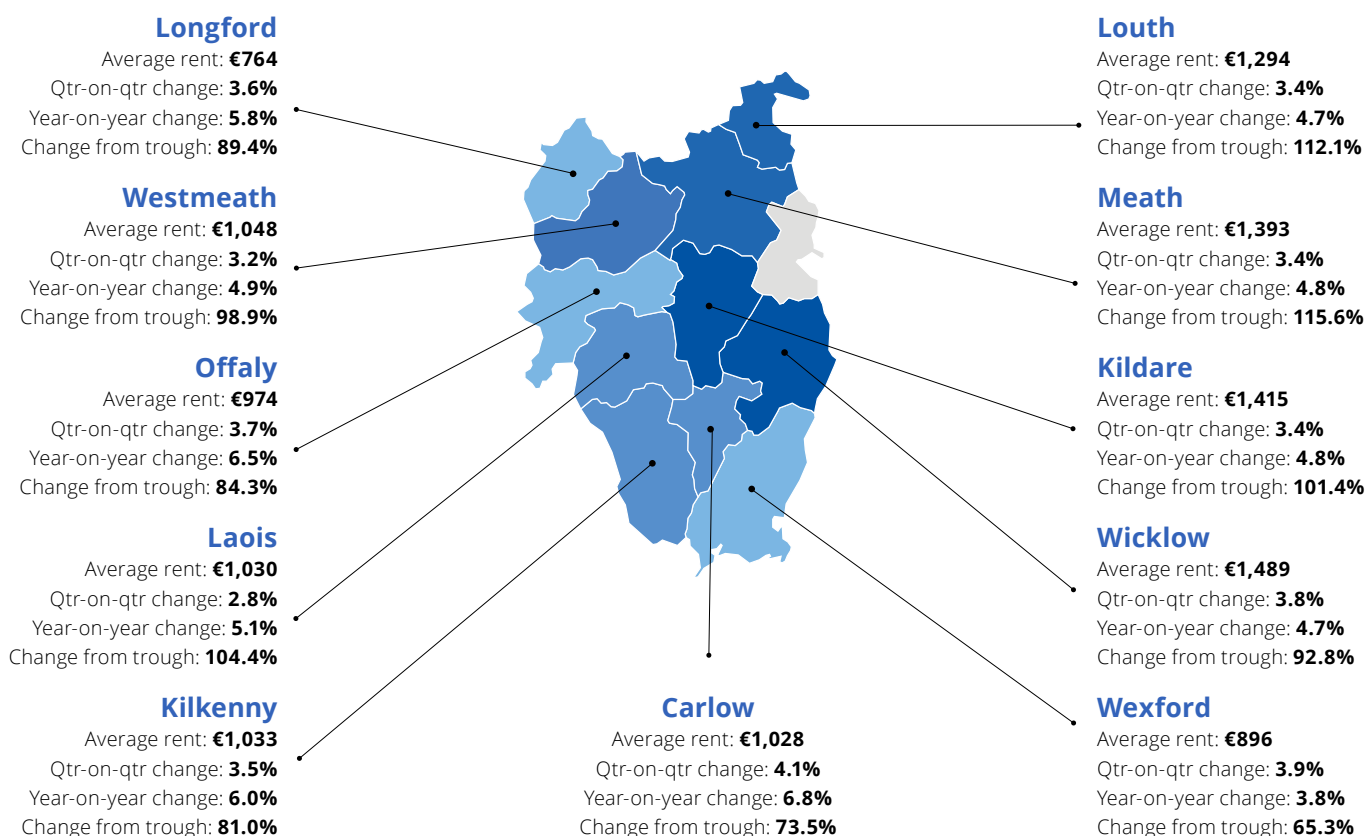 Longford
Average rent: €764
Qtr-on-qtr change: 3.6%
Year-on-year change: 5.8%
Change from trough: 89.4%
Westmeath
Average rent: €1,048
Qtr-on-qtr change: 3.2%
Year-on-year change: 4.9%
Change from trough: 98.9%
Offaly
Average rent: €974
Qtr-on-qtr change: 3.7%
Year-on-year change: 6.5%
Change from trough: 84.3%
Laois
Average rent: €1,030
Qtr-on-qtr change: 2.8%
Year-on-year change: 5.1%
Change from trough: 104.4%
Kilkenny
Average rent: €1,033
Qtr-on-qtr change: 3.5%
Year-on-year change: 6.0%
Change from trough: 81.0%
Carlow
Average rent: €1,028
Qtr-on-qtr change: 4.1%
Year-on-year change: 6.8%
Change from trough: 73.5%
Louth
Average rent: €1,294
Qtr-on-qtr change: 3.4%
Year-on-year change: 4.7%
Change from trough: 112.1%
Meath
Average rent: €1,393
Qtr-on-qtr change: 3.4%
Year-on-year change: 4.8%
Change from trough: 115.6%
Kildare
Average rent: €1,415
Qtr-on-qtr change: 3.4%
Year-on-year change: 4.8%
Change from trough: 101.4%
Wicklow
Average rent: €1,489
Qtr-on-qtr change: 3.8%
Year-on-year change: 4.7%
Change from trough: 92.8%
Wexford
Average rent: €896
Qtr-on-qtr change: 3.9%
Year-on-year change: 3.8%
Change from trough: 65.3%